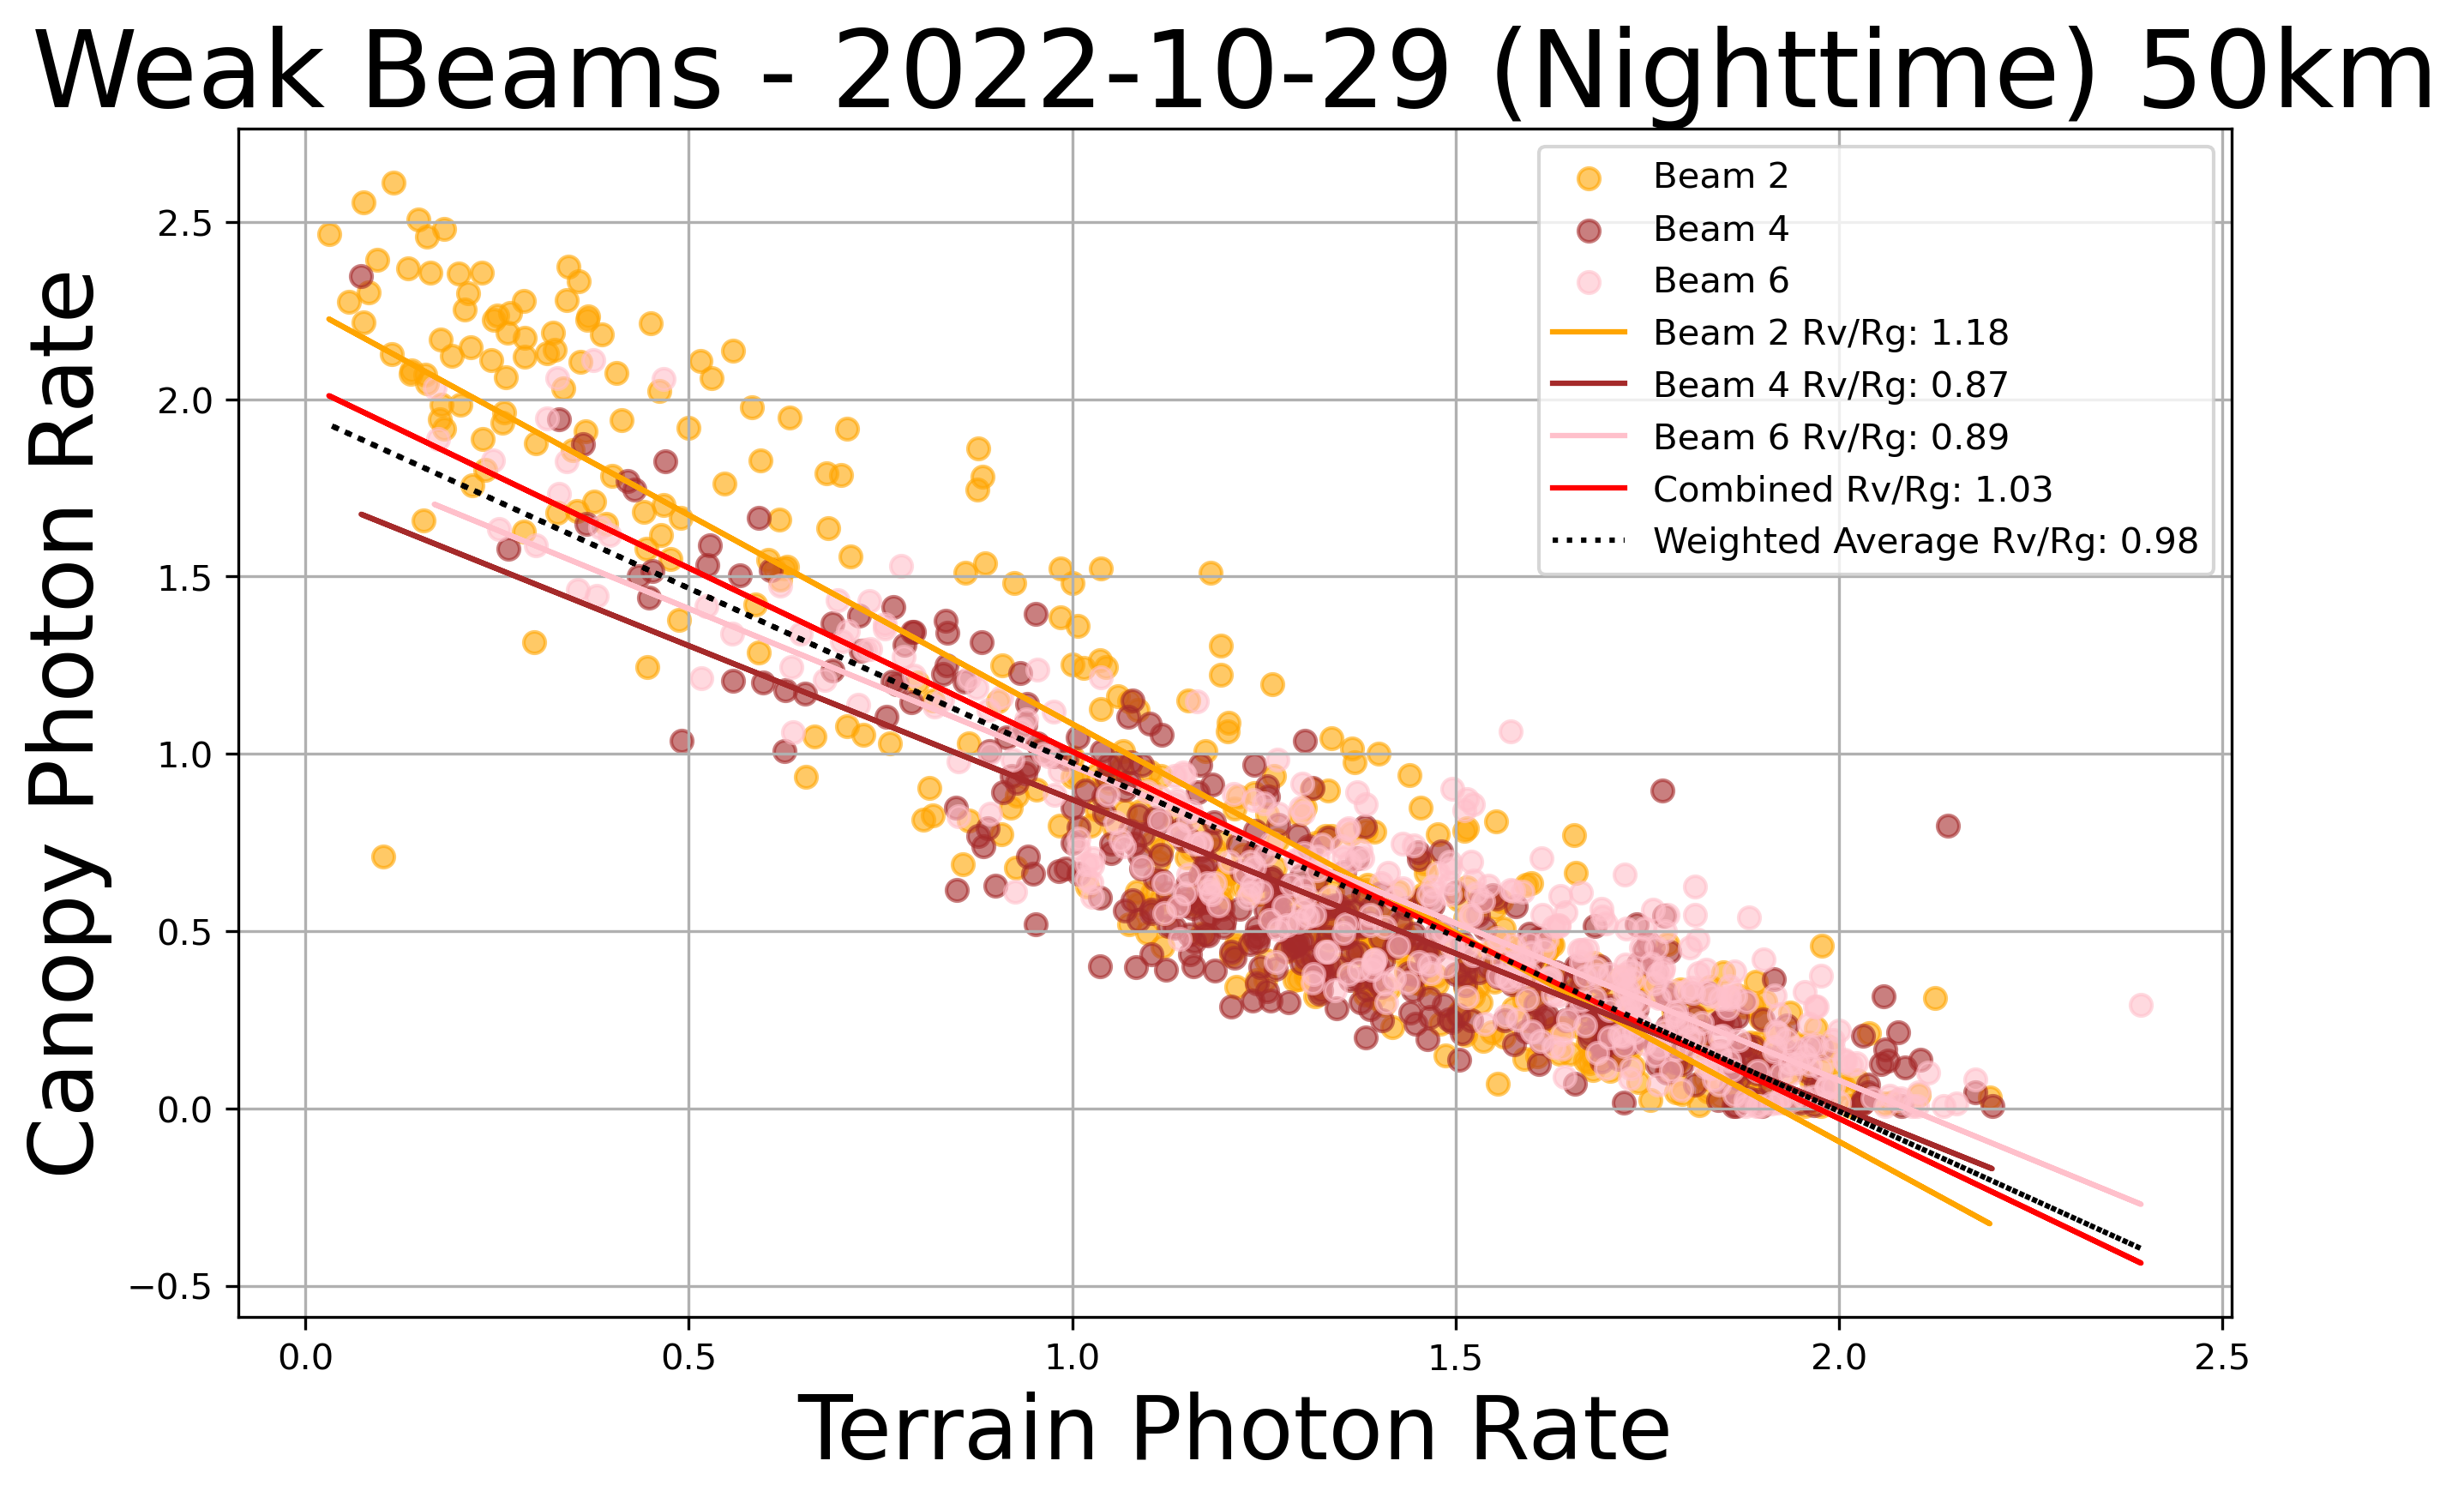 Weak Beams - 2022-10-29 (Nighttime) 50km
Canopy Photon Rate
2.5
2.0
1.5
1.0
0.5
0.0
−0.5
Beam 2
Beam 4
Beam 6
Beam 2 Rv/Rg: 1.18
Beam 4 Rv/Rg: 0.87
Beam 6 Rv/Rg: 0.89
Combined Rv/Rg: 1.03
Weighted Average Rv/Rg: 0.98
0.0 0.5 1.0 1.5 2.0 2.5
Terrain Photon Rate